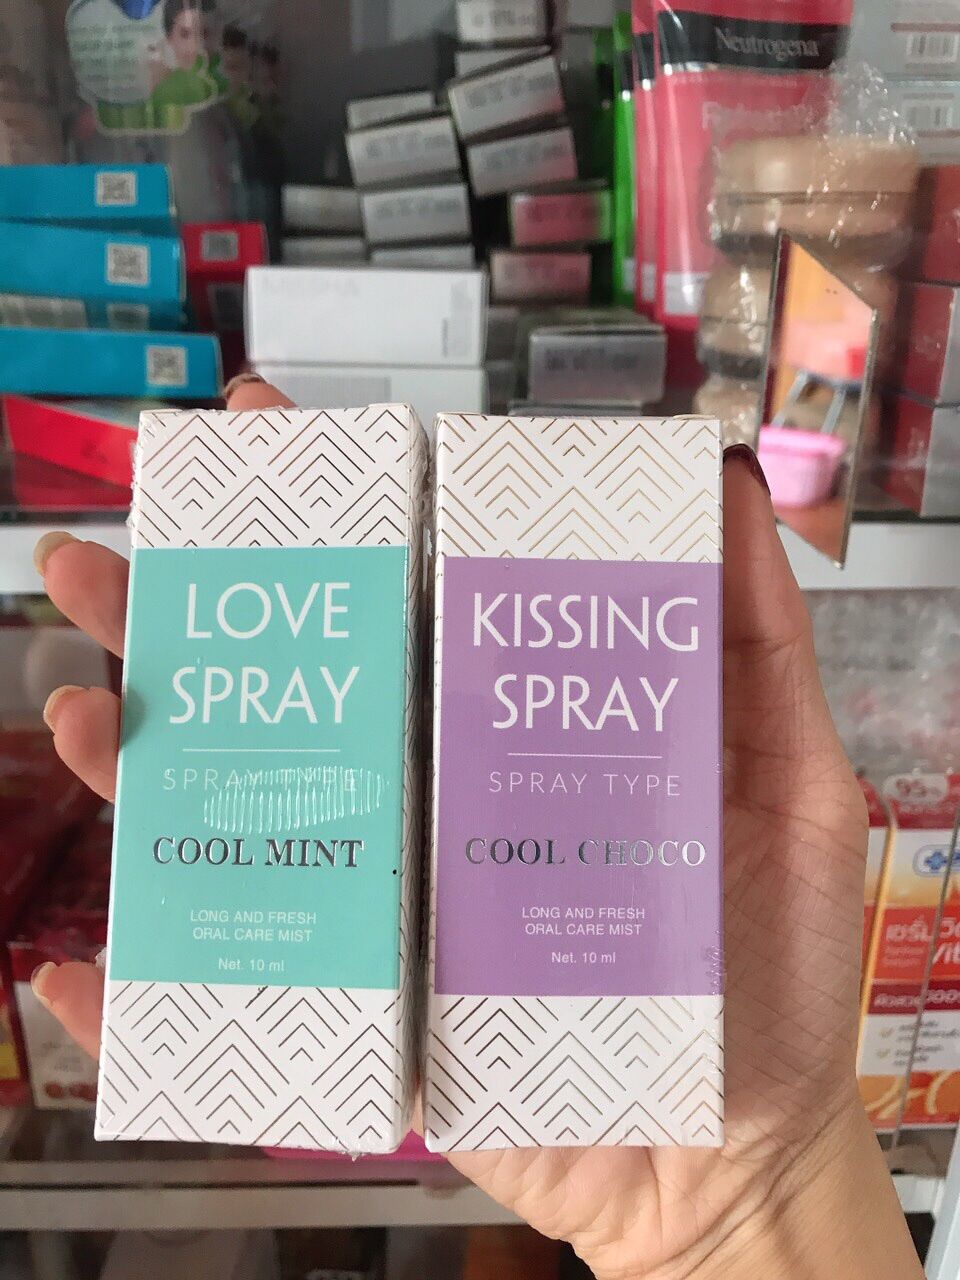 Neutrogena
LOVE
SPRAY
SPRAY TYPE
COOL MINT
LONG AND FRESH
ORAL CARE MIST
Net. 10 ml
KISSING
SPRAY
SPRAY TYPE
COOL CHOCO
LONG AND FRESH
ORAL CARE MIST
Net. 10 ml